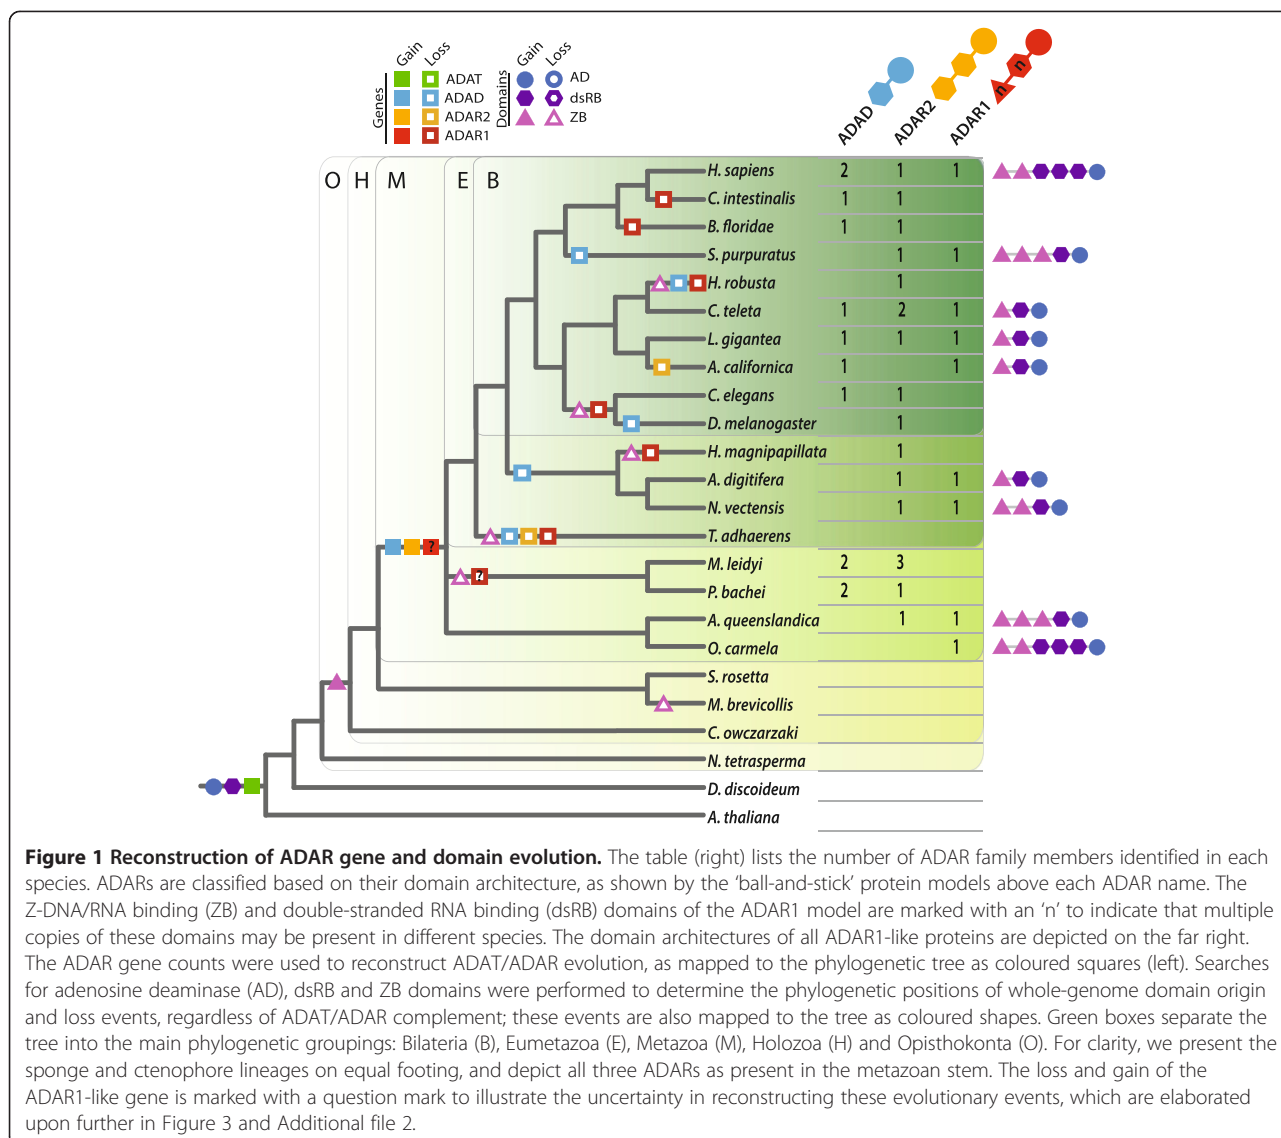 Gain
Loss
Genes
ADAT
ADAD
ADAR2
ADAR1
Gain
Loss
Domains
AD
dsRB
ZB
ADAD
ADAR2
ADAR1
n
n
O
H
M
E
B
H. sapiens 2 1 1
C. intestinalis 1 1
B. floridae 1 1
S. purpuratus 1 1
H. robusta 1
C. teleta 1 2 1
L. gigantea 1 1 1
A. californica 1 1
C. elegans 1 1
D. melanogaster 1
H. magnipapillata 1
A. digitifera 1 1
N. vectensis 1 1
T. adhaerens
?
M. leidyi 2 3
?
P. bachei 2 1
A. queenslandica 1 1
O. carmela 1
S. rosetta
M. brevicollis
C. owczarzaki
N. tetrasperma
D. discoideum
A. thaliana
Figure 1 Reconstruction of ADAR gene and domain evolution. The table (right) lists the number of ADAR family members identified in each
species. ADARs are classified based on their domain architecture, as shown by the ‘ball-and-stick’ protein models above each ADAR name. The
Z-DNA/RNA binding (ZB) and double-stranded RNA binding (dsRB) domains of the ADAR1 model are marked with an ‘n’ to indicate that multiple
copies of these domains may be present in different species. The domain architectures of all ADAR1-like proteins are depicted on the far right.
The ADAR gene counts were used to reconstruct ADAT/ADAR evolution, as mapped to the phylogenetic tree as coloured squares (left). Searches
for adenosine deaminase (AD), dsRB and ZB domains were performed to determine the phylogenetic positions of whole-genome domain origin
and loss events, regardless of ADAT/ADAR complement; these events are also mapped to the tree as coloured shapes. Green boxes separate the
tree into the main phylogenetic groupings: Bilateria (B), Eumetazoa (E), Metazoa (M), Holozoa (H) and Opisthokonta (O). For clarity, we present the
sponge and ctenophore lineages on equal footing, and depict all three ADARs as present in the metazoan stem. The loss and gain of the
ADAR1-like gene is marked with a question mark to illustrate the uncertainty in reconstructing these evolutionary events, which are elaborated
upon further in Figure 3 and Additional file 2.